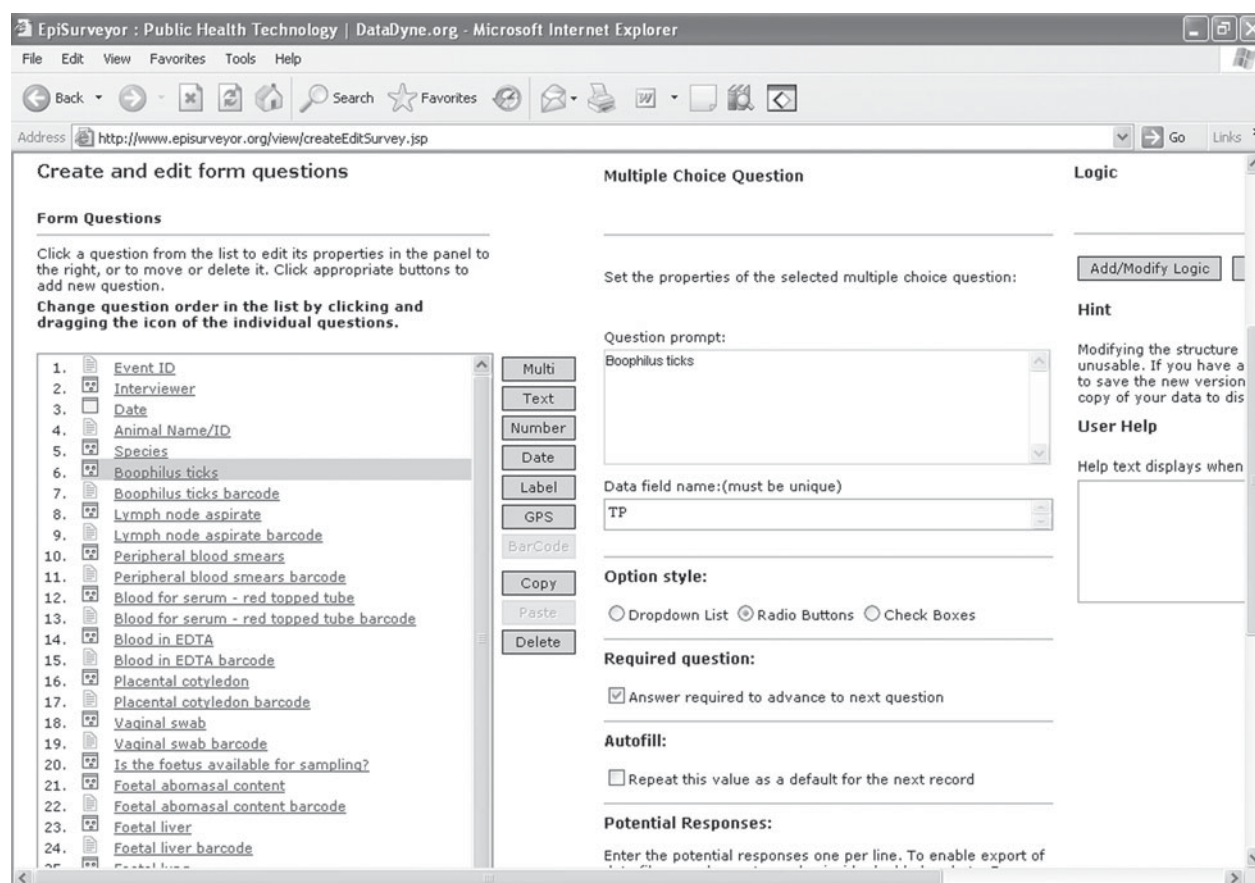 EpiSurveyor : Public Health Technology | DataDyne.org - Microsoft Internet Explorer
File Edit View Favorites Tools Help
Back Search Favorites
Address http://www.episurveyor.org/view/createEditSurvey.jsp Go Links
Create and edit form questions
Form Questions
Click a question from the list to edit its properties in the panel to
the right, or to move or delete it. Click appropriate buttons to
add new question.
Change question order in the list by clicking and
dragging the icon of the individual questions.
1. Event ID
2. Interviewer
3. Date
4. Animal Name/ID
5. Species
6. Boophilus ticks
7. Boophilus ticks barcode
8. Lymph node aspirate
9. Lymph node aspirate barcode
10. Peripheral blood smears
11. Peripheral blood smears barcode
12. Blood for serum - red topped tube
13. Blood for serum - red topped tube barcode
14. Blood in EDTA
15. Blood in EDTA barcode
16. Placental cotyledon
17. Placental cotyledon barcode
18. Vaginal swab
19. Vaginal swab barcode
20. Is the foetus available for sampling?
21. Foetal abomasal content
22. Foetal abomasal content barcode
23. Foetal liver
24. Foetal liver barcode
Multi
Text
Number
Date
Label
GPS
BarCode
Copy
Paste
Delete
Multiple Choice Question
Set the properties of the selected multiple choice question:
Question prompt:
Boophilus ticks
Data field name:(must be unique)
TP
Option style:
Dropdown List Radio Buttons Check Boxes
Required question:
Answer required to advance to next question
Autofill:
Repeat this value as a default for the next record
Potential Responses:
Enter the potential responses one per line. To enable export of
Logic
Add/Modify Logic
Hint
Modifying the structure
unusable. If you have a
to save the new version
copy of your data to dis
User Help
Help text displays when